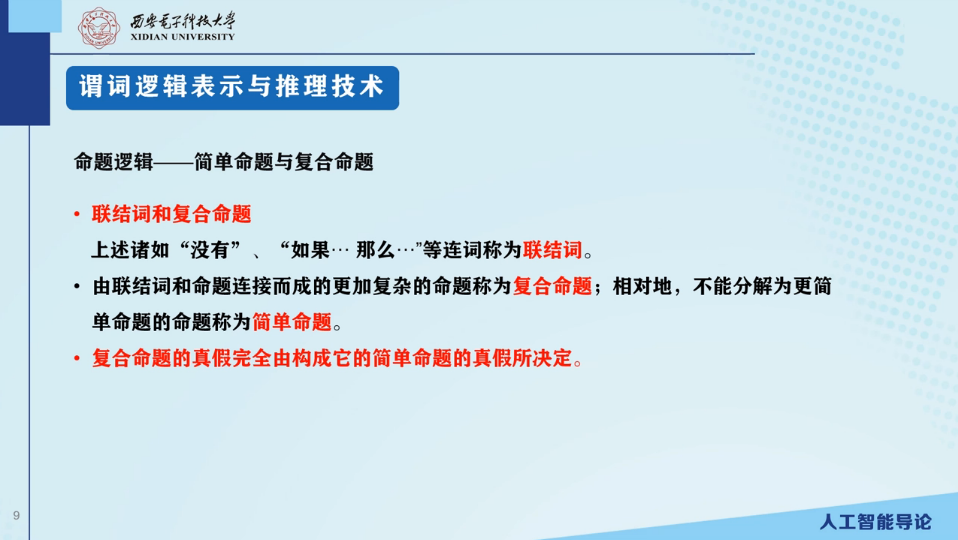 西安电子科技大学
XIDIAN UNIVERSITY
谓词逻辑表示与推理技术
命题逻辑——简单命题与复合命题
• 联结词和复合命题
上述诸如“没有”、“如果… 那么…”等连词称为联结词。
• 由联结词和命题连接而成的更加复杂的命题称为复合命题；相对地，不能分解为更简
单命题的命题称为简单命题。
• 复合命题的真假完全由构成它的简单命题的真假所决定。
9
人工智能导论